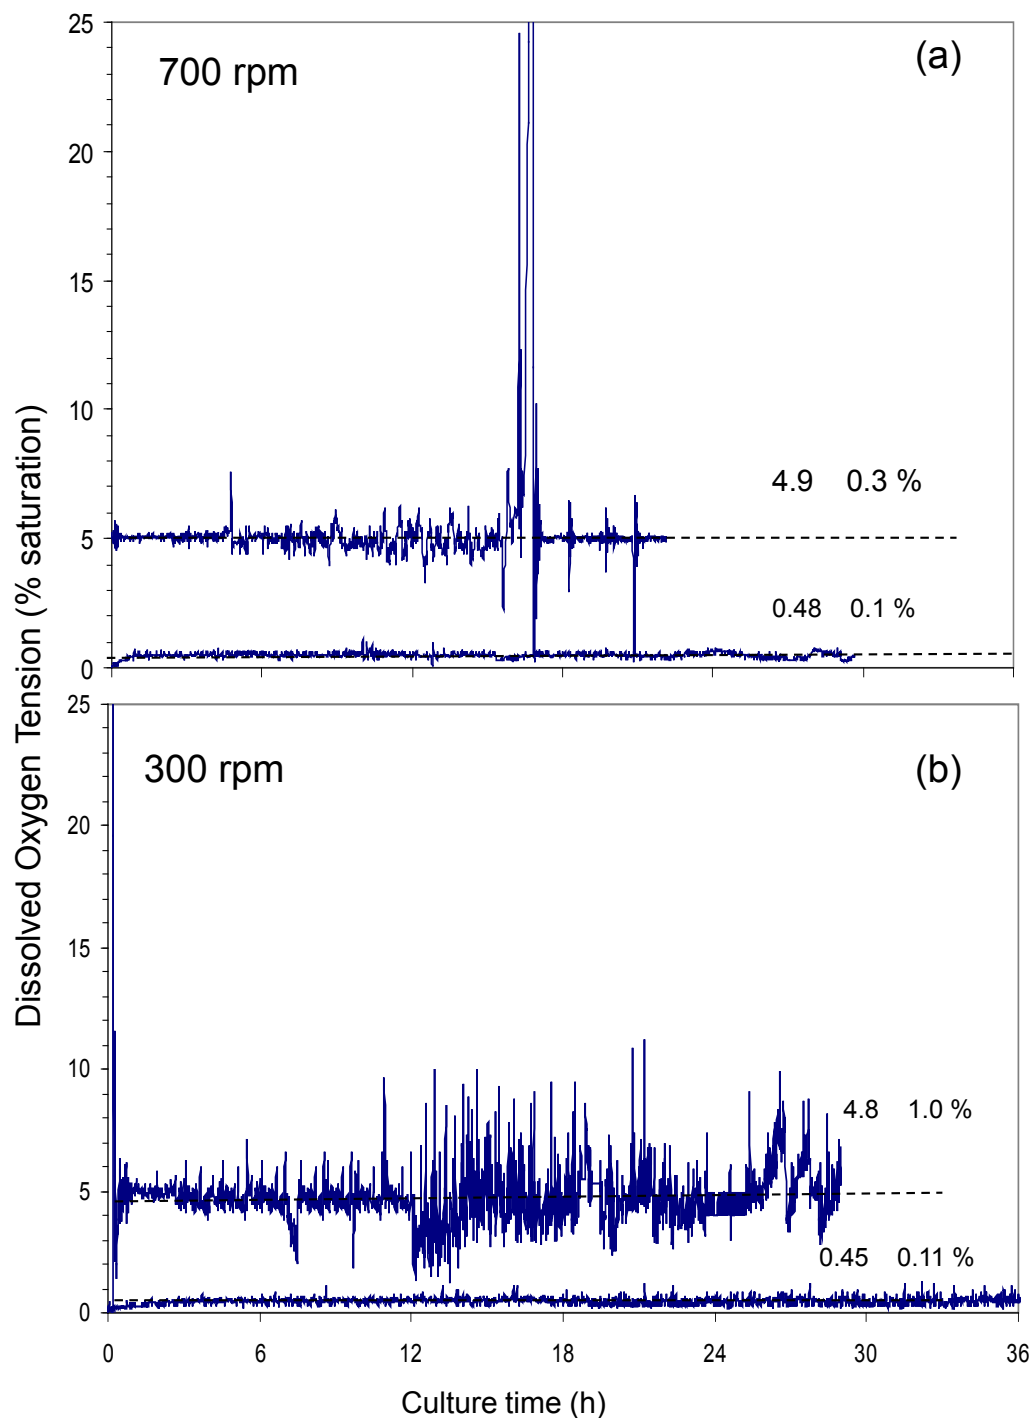 Dissolved Oxygen Tension (% saturation)
700 rpm
(a)
25
20
15
10
5
0
4.9 0.3 %
0.48 0.1 %
300 rpm
(b)
25
20
15
10
5
0
4.8 1.0 %
0.45 0.11 %
0 6 12 18 24 30 36
Culture time (h)